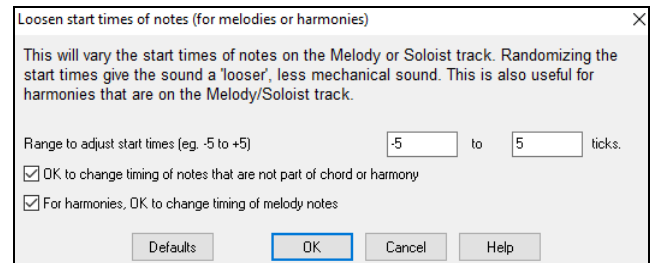 Loosen start times of notes (for melodies or harmonies)
This will vary the start times of notes on the Melody or Soloist track. Randomizing the
start times give the sound a 'looser', less mechanical sound. This is also useful for
harmonies that are on the Melody/Soloist track.
Range to adjust start times (eg. -5 to +5) -5 to 5 ticks.
OK to change timing of notes that are not part of chord or harmony
For harmonies, OK to change timing of melody notes
Defaults OK Cancel Help